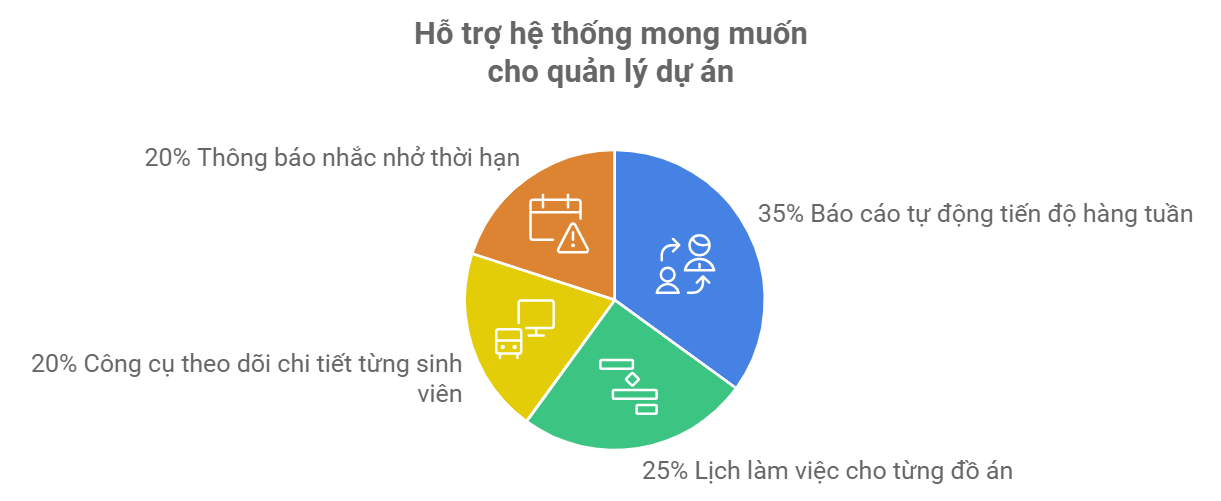 Hỗ trợ hệ thống mong muốn
cho quản lý dự án
20% Thông báo nhắc nhở thời hạn
35% Báo cáo tự động tiến độ hàng tuần
20% Công cụ theo dõi chi tiết từng sinh
viên
25% Lịch làm việc cho từng đồ án